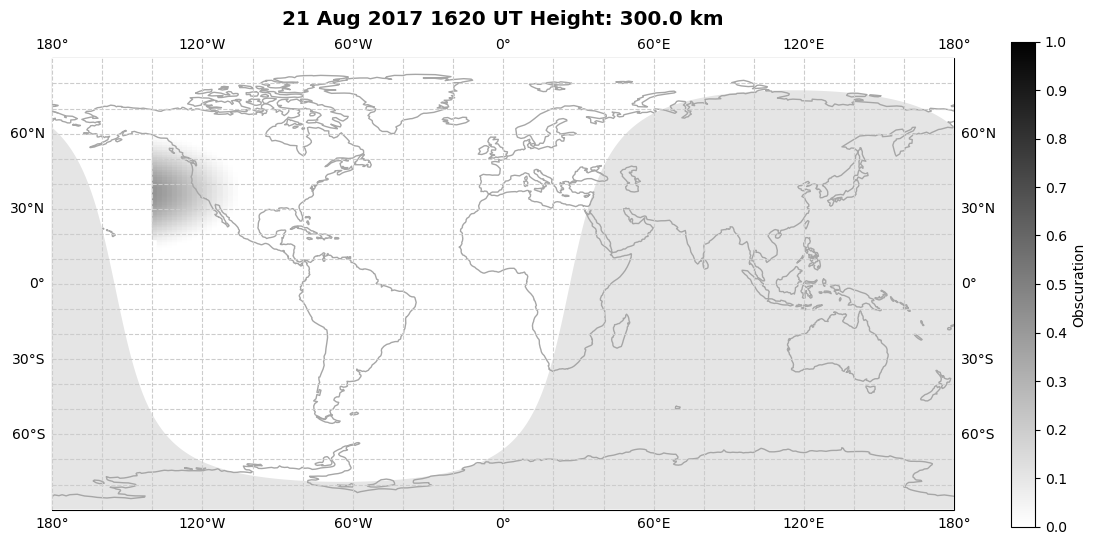 21 Aug 2017 1620 UT Height: 300.0 km
180° 120°W 60°W 0° 60°E 120°E 180°
1.0
0.9
0.8
0.7
0.6
0.5
0.4
0.3
0.2
0.1
0.0
Obscuration
60°N 60°N
30°N 30°N
0° 0°
30°S 30°S
60°S 60°S
180° 120°W 60°W 0° 60°E 120°E 180°